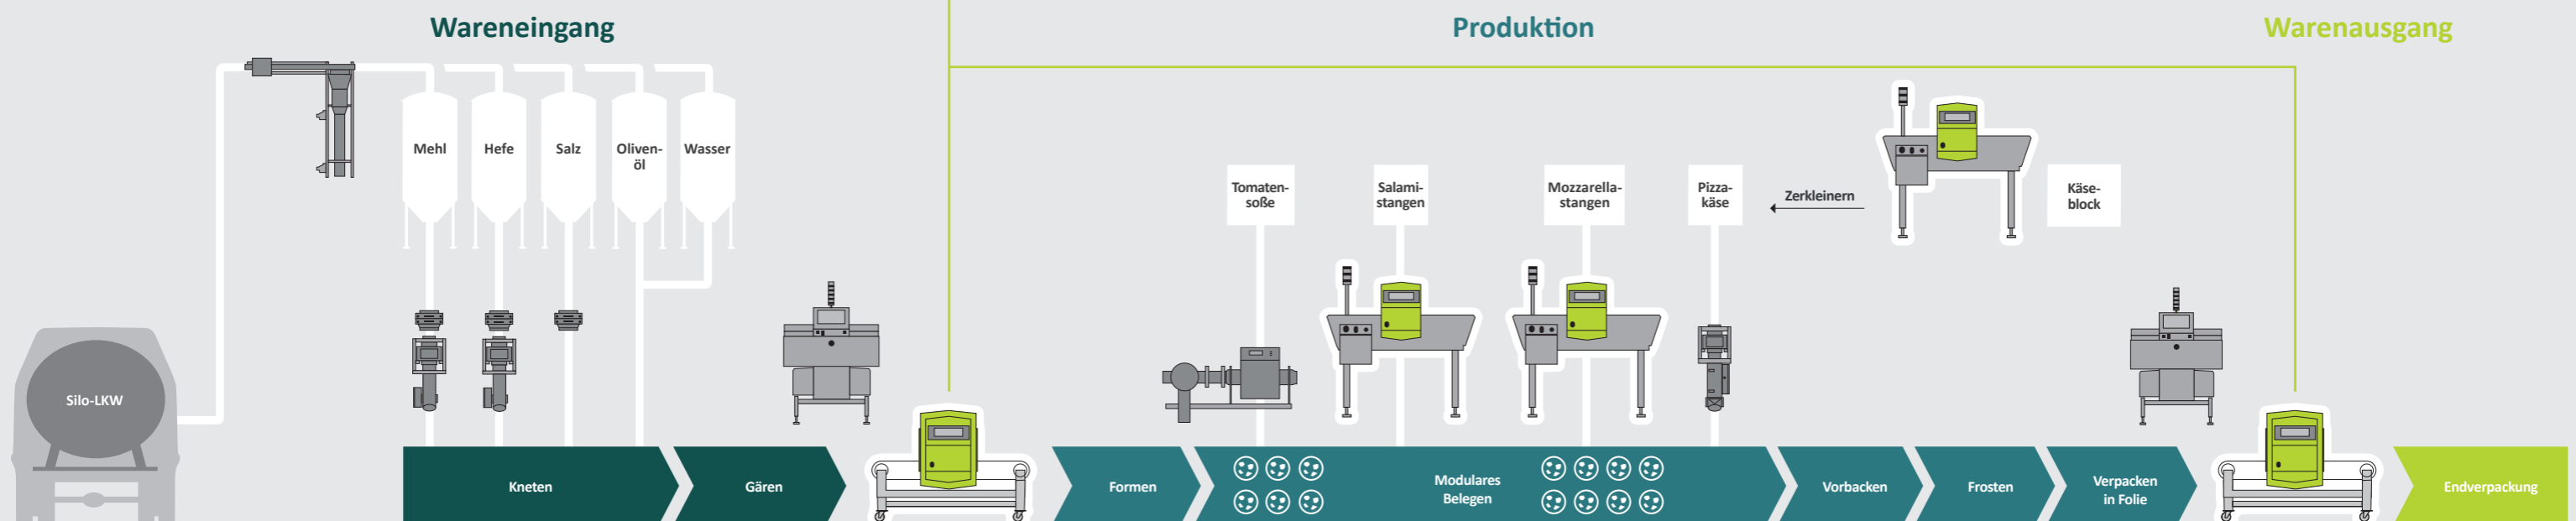 Wareneingang
Produktion
Warenausgang
Mehl
Hefe
Salz
Oliven-
öl
Wasser
Tomaten-
soße
Salami-
stangen
Mozzarella-
stangen
Pizza-
käse
Zerkleinern
Käse-
block
Silo-LKW
Kneten
Gären
Formen
Modulares
Belegen
Vorbacken
Frosten
Verpacken
in Folie
Endverpackung